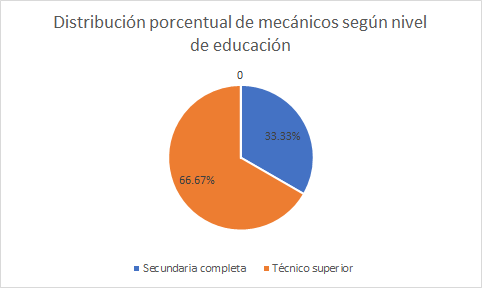 Distribución porcentual de mecánicos según nivel
de educación
0
33.33%
66.67%
Secundaria completa
Técnico superior